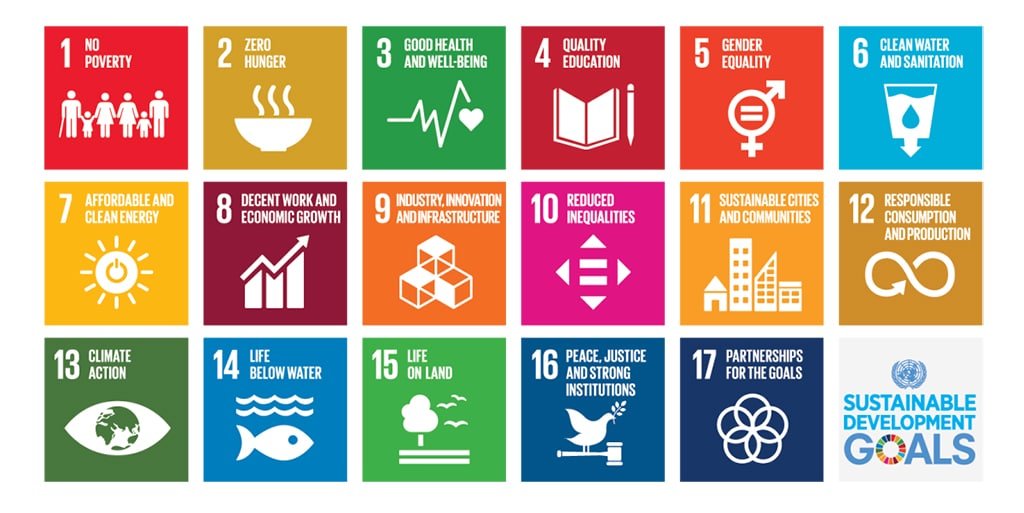 1 NO
POVERTY
2 ZERO
HUNGER
3 GOOD HEALTH
AND WELL-BEING
4 QUALITY
EDUCATION
5 GENDER
EQUALITY
6 CLEAN WATER
AND SANITATION
7 AFFORDABLE AND
CLEAN ENERGY
8 DECENT WORK AND
ECONOMIC GROWTH
9 INDUSTRY, INNOVATION
AND INFRASTRUCTURE
10 REDUCED
INEQUALITIES
11 SUSTAINABLE CITIES
AND COMMUNITIES
12 RESPONSIBLE
CONSUMPTION
AND PRODUCTION
13 CLIMATE
ACTION
14 LIFE
BELOW WATER
15 LIFE
ON LAND
16 PEACE, JUSTICE
AND STRONG
INSTITUTIONS
17 PARTNERSHIPS
FOR THE GOALS
SUSTAINABLE
DEVELOPMENT
GOALS